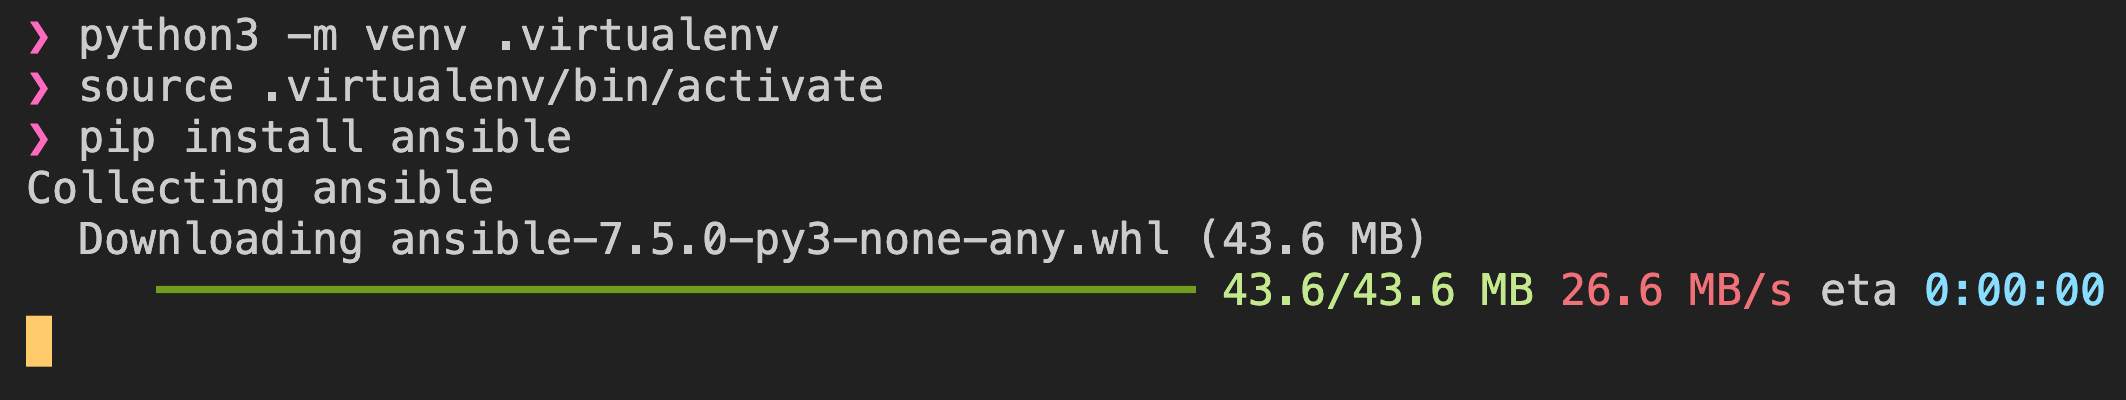 ❯ python3 -m venv .virtualenv
❯ source .virtualenv/bin/activate
❯ pip install ansible
Collecting ansible
  Downloading ansible-7.5.0-py3-none-any.whl (43.6 MB)
43.6/43.6 MB 26.6 MB/s eta 0:00:00